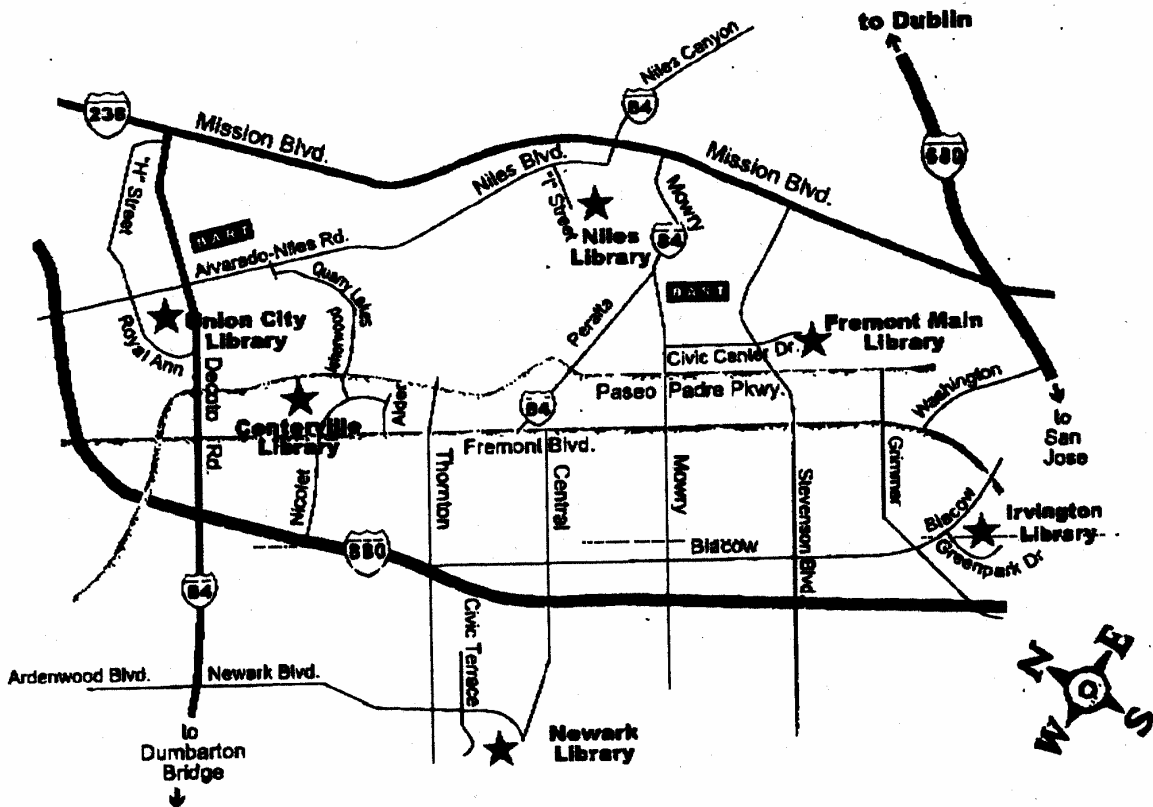 to Dublin
Niles Canyon
84
238
Mission Blvd.
680
Niles Blvd.
Mission Blvd.
"H" Street
"I" Street
Mowry
BART
Niles
Library
84
Alvarado-Niles Rd.
Quarry Lakes
BART
Union City
Library
Royal Ann
Peralta
Fremont Main
Library
Civic Center Dr.
Decoto
Rd.
Paseo Padre Pkwy.
Washington
84
Alder
Centerville
Library
Fremont Blvd.
to
San
Jose
Nicolet
Thornton
Central
Mowry
Stevenson Blvd.
Grimmer
Blacow
Irvington
Library
Greenpark Dr
880
Blacow
84
Civic Terrace
Ardenwood Blvd.
Newark Blvd.
N
E
S
W
to
Dumbarton
Bridge
Newark
Library